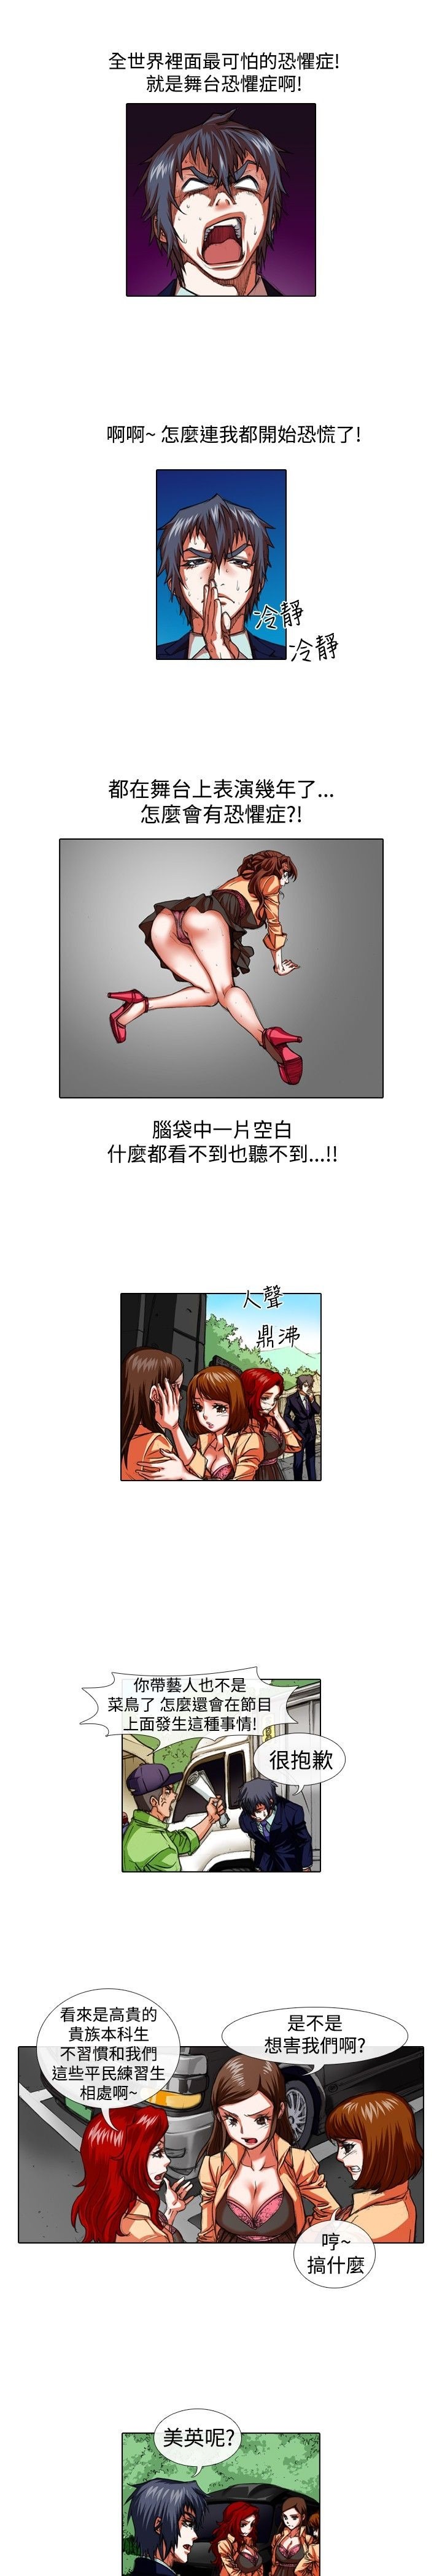 全世界裡面最可怕的恐懼症!
就是舞台恐懼症啊!
啊啊~ 怎麼連我都開始恐慌了!
冷靜
冷靜
都在舞台上表演幾年了...
怎麼會有恐懼症?!
腦袋中一片空白
什麼都看不到也聽不到...!!
人聲
鼎沸
你帶藝人也不是
菜鳥了 怎麼還會在節目
上面發生這種事情!
很抱歉
看來是高貴的
貴族本科生
不習慣和我們
這些平民練習生
相處啊~
是不是
想害我們啊?
哼~
搞什麼
美英呢?